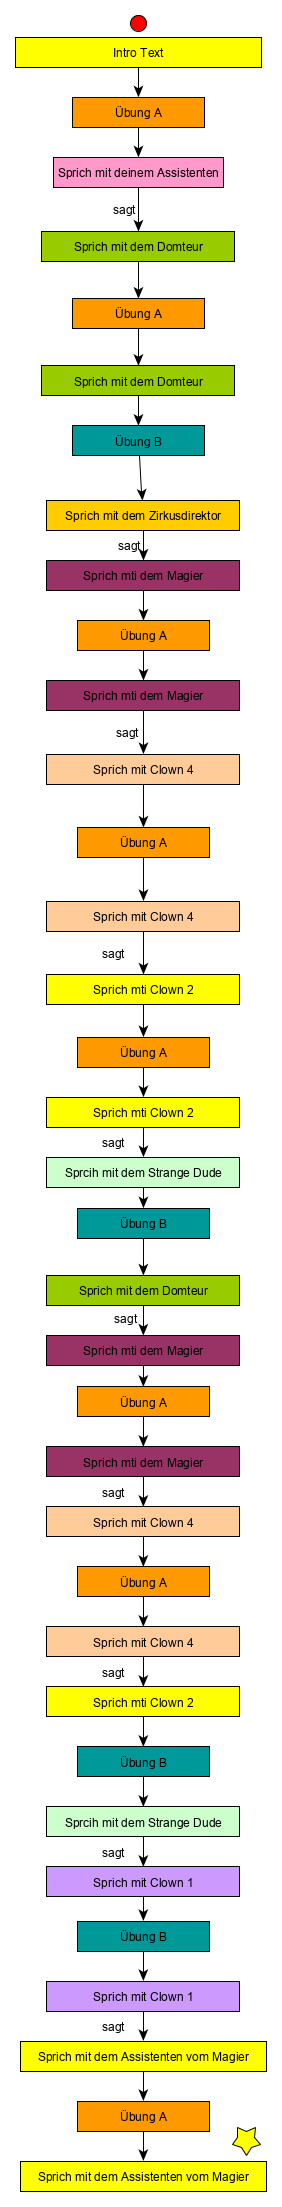 Intro Text
Übung A
Sprich mit deinem Assistenten
sagt
Sprich mit dem Domteur
Übung A
Sprich mit dem Domteur
Übung B
Sprich mit dem Zirkusdirektor
sagt
Sprich mti dem Magier
Übung A
Sprich mti dem Magier
sagt
Sprich mit Clown 4
Übung A
Sprich mit Clown 4
sagt
Sprich mti Clown 2
Übung A
Sprich mti Clown 2
sagt
Sprcih mit dem Strange Dude
Übung B
Sprich mit dem Domteur
sagt
Sprich mti dem Magier
Übung A
Sprich mti dem Magier
sagt
Sprich mit Clown 4
Übung A
Sprich mit Clown 4
sagt
Sprich mti Clown 2
Übung B
Sprcih mit dem Strange Dude
sagt
Sprich mit Clown 1
Übung B
Sprich mit Clown 1
sagt
Sprich mit dem Assistenten vom Magier
Übung A
Sprich mit dem Assistenten vom Magier